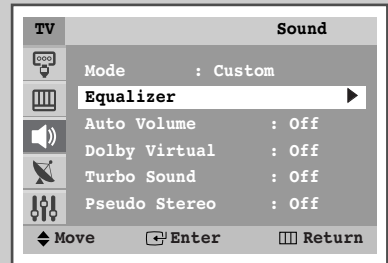 TV Sound
Mode : Custom
Equalizer
Auto Volume : Off
Dolby Virtual : Off
Turbo Sound : Off
Pseudo Stereo : Off
Move Enter Return